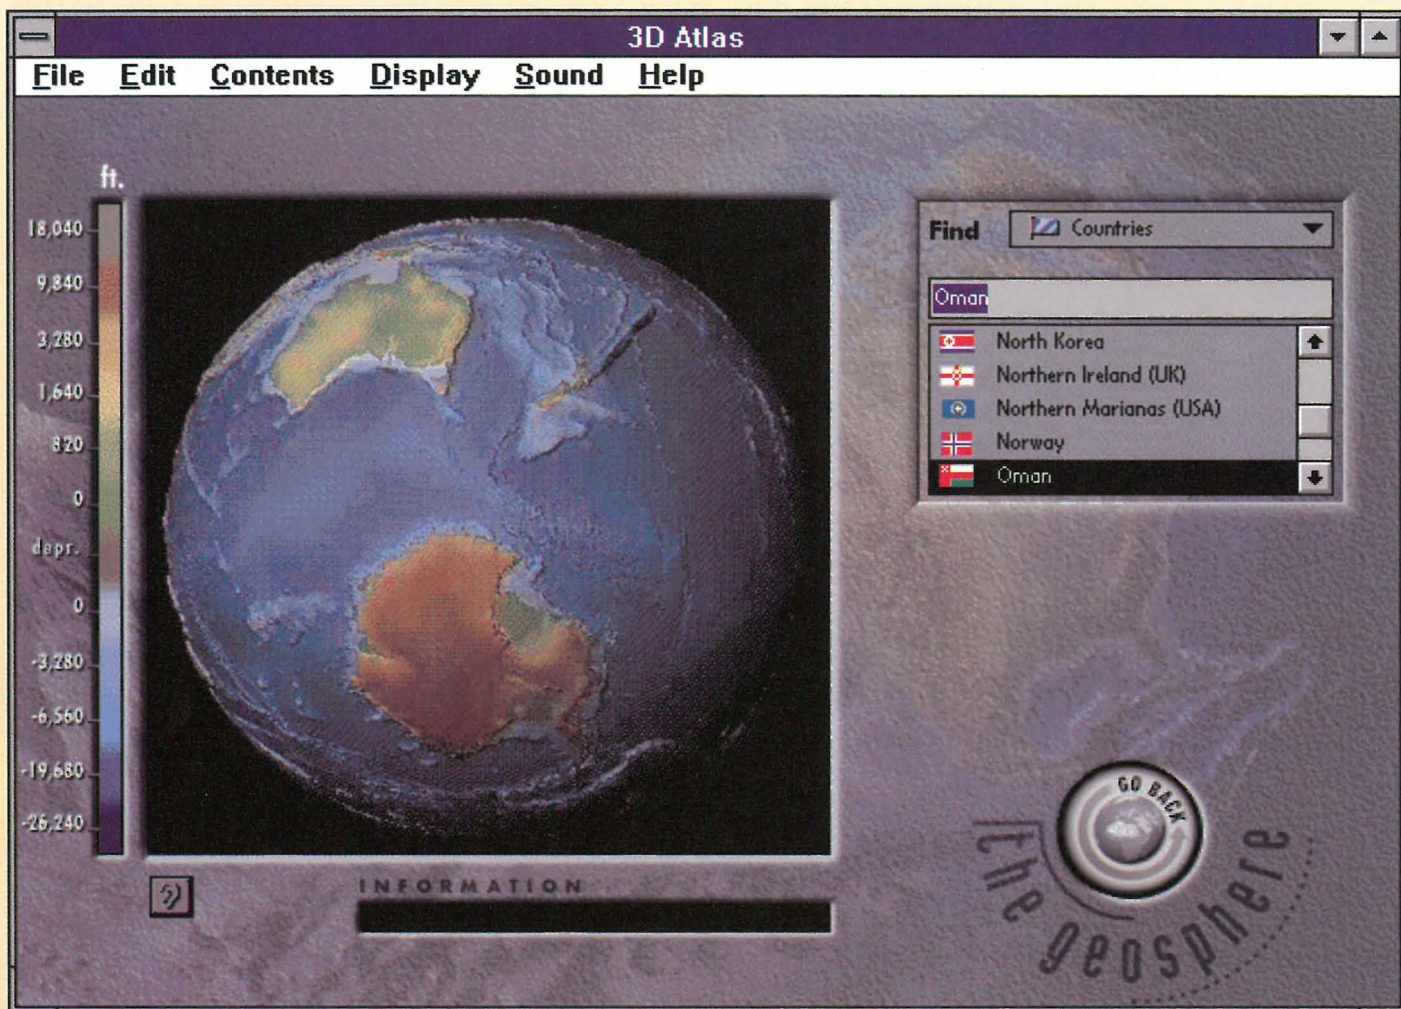 3D Atlas
File Edit Contents Display Sound Help
ft.
18,040
9,840
3,280
1,640
820
0
depr.
0
-3,280
-6,560
-19,680
-26,240
Find Countries
Oman
North Korea
Northern Ireland (UK)
Northern Marianas (USA)
Norway
Oman
GO BACK
the geosphere
INFORMATION